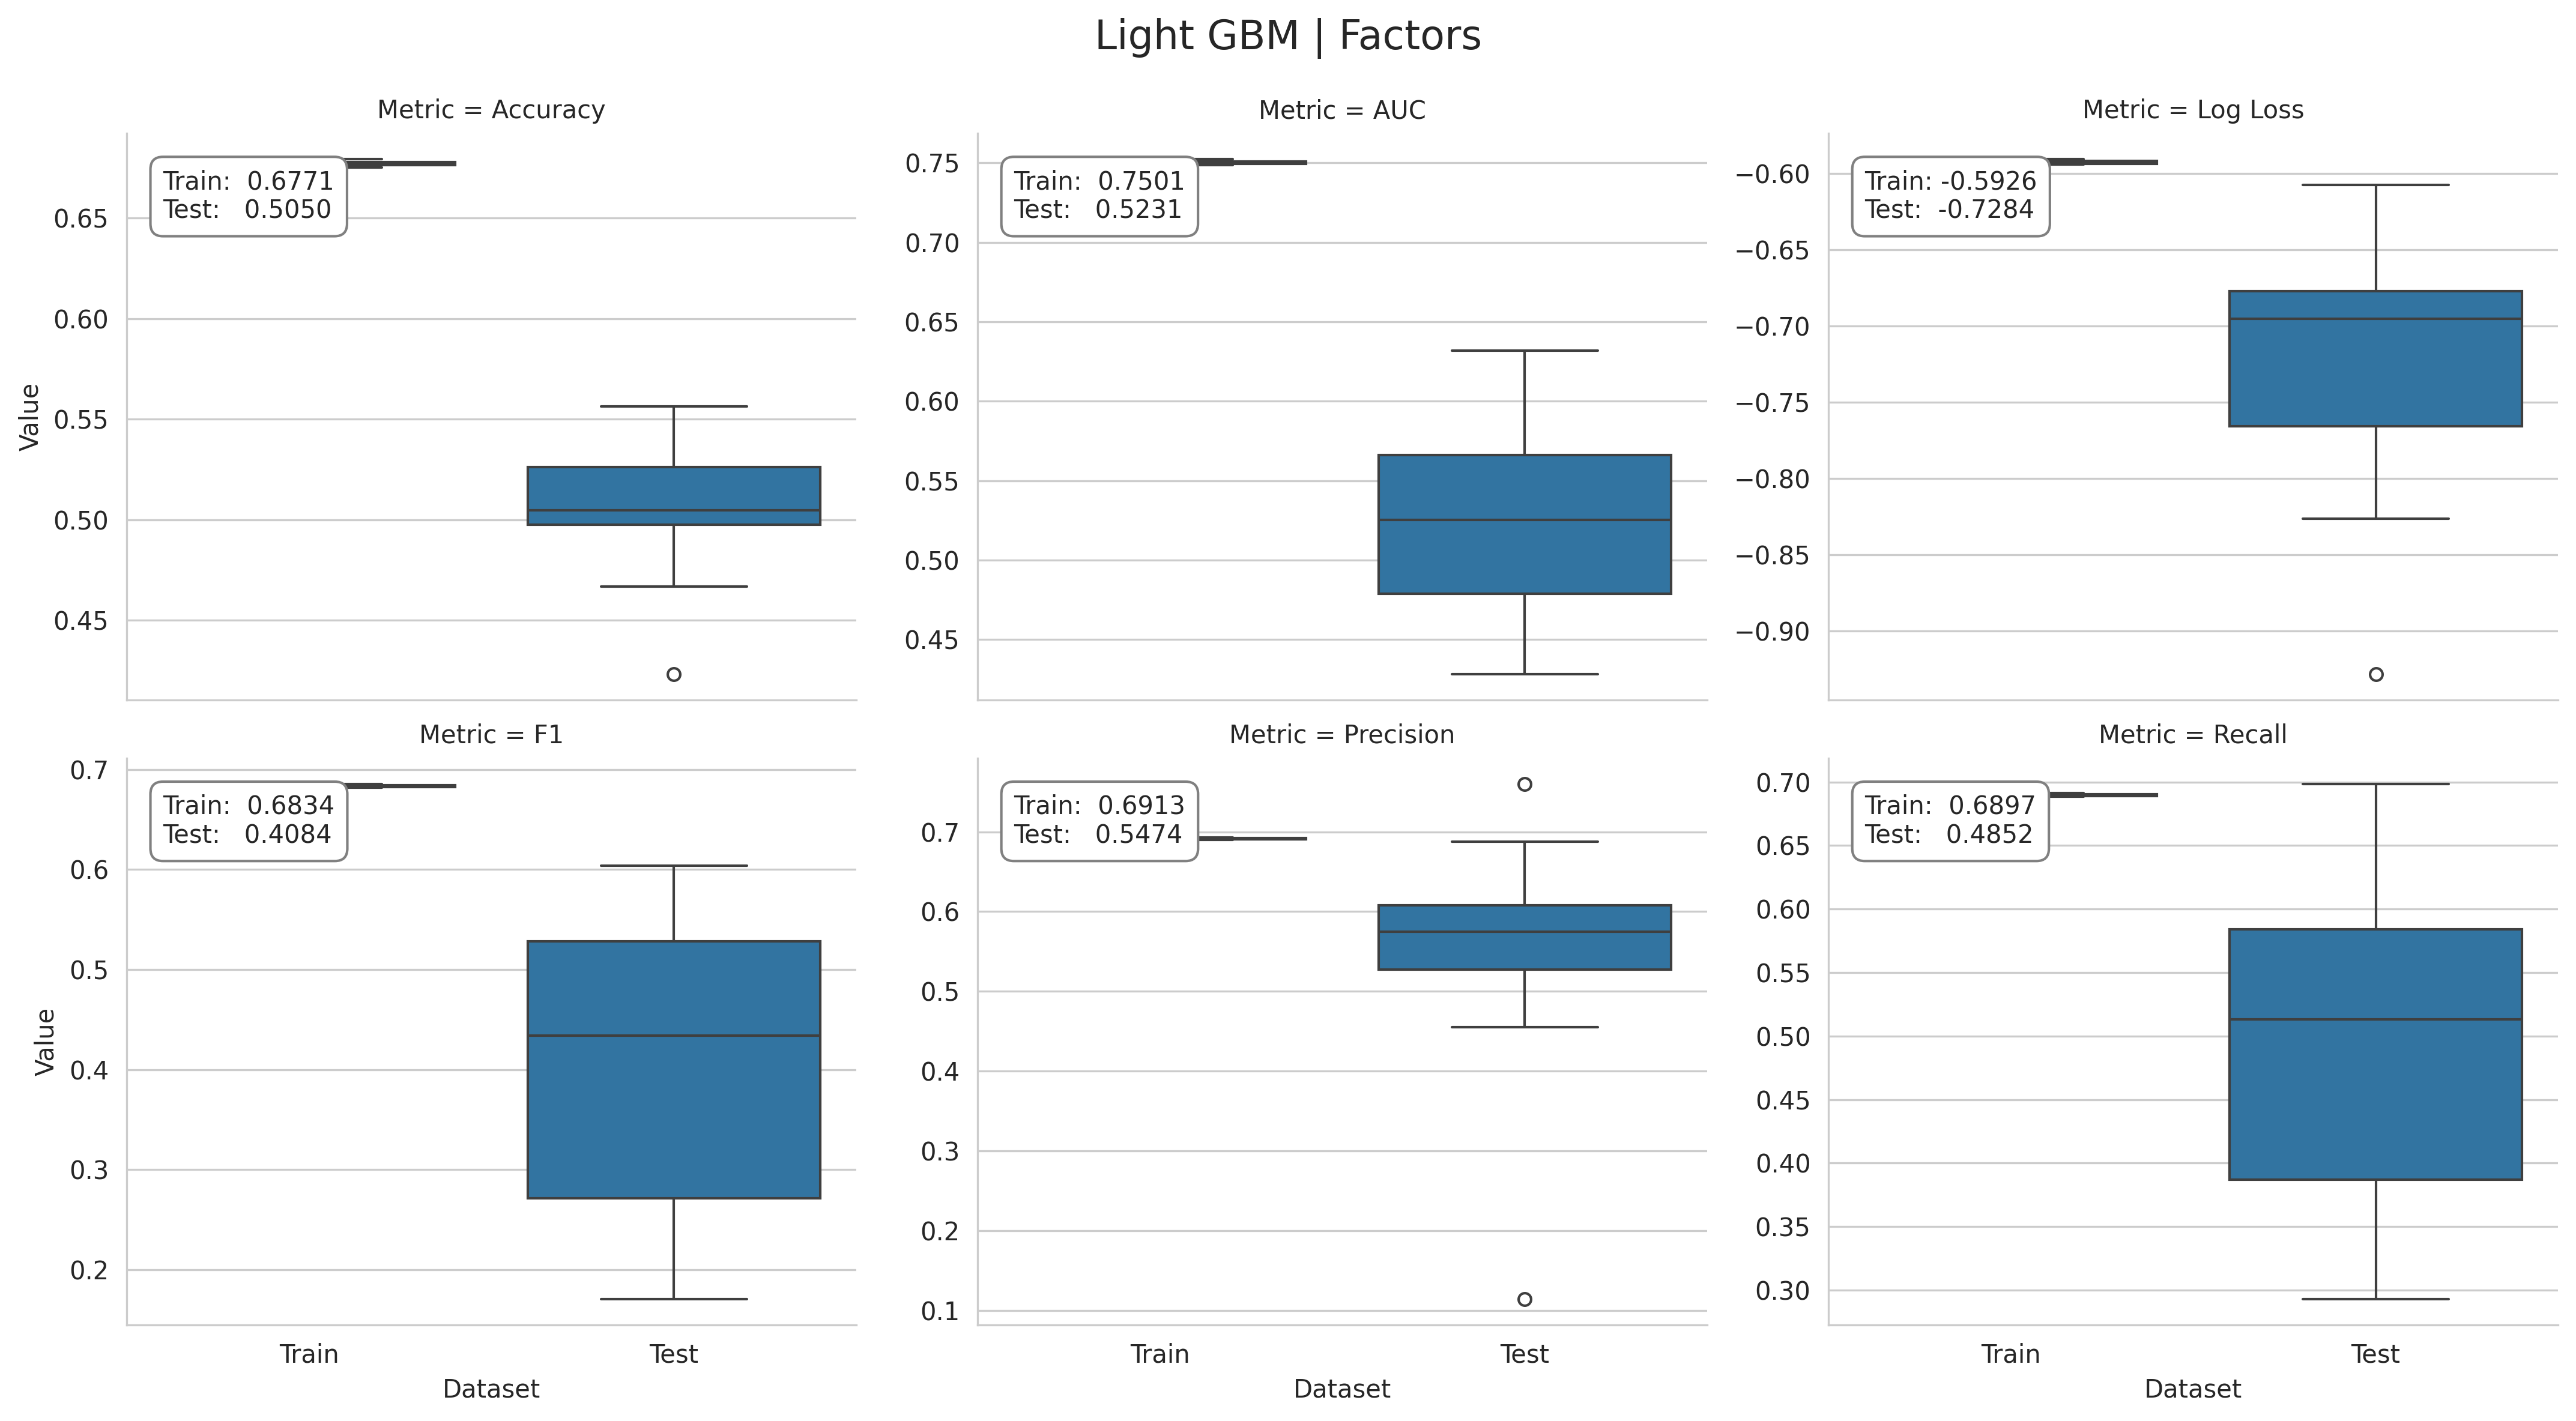 Light GBM | Factors
Metric = Accuracy
Train: 0.6771
Test: 0.5050
Value
0.65
0.60
0.55
0.50
0.45
Metric = AUC
Train: 0.7501
Test: 0.5231
0.75
0.70
0.65
0.60
0.55
0.50
0.45
Metric = Log Loss
Train: -0.5926
Test: -0.7284
−0.60
−0.65
−0.70
−0.75
−0.80
−0.85
−0.90
Metric = F1
Train: 0.6834
Test: 0.4084
Value
0.7
0.6
0.5
0.4
0.3
0.2
Train Test
Dataset
Metric = Precision
Train: 0.6913
Test: 0.5474
0.7
0.6
0.5
0.4
0.3
0.2
0.1
Train Test
Dataset
Metric = Recall
Train: 0.6897
Test: 0.4852
0.70
0.65
0.60
0.55
0.50
0.45
0.40
0.35
0.30
Train Test
Dataset